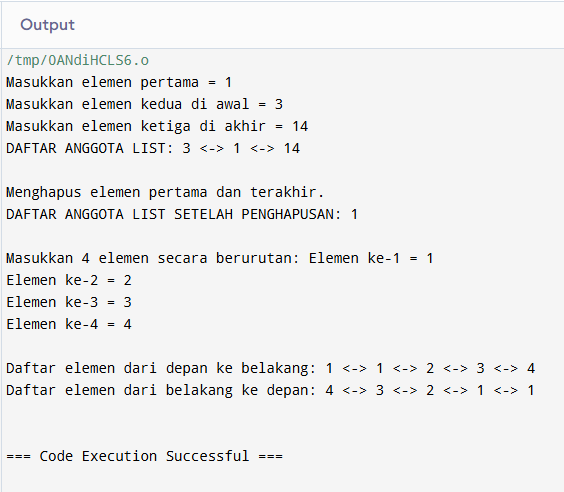 Output
/tmp/OANdiHCLS6.o
Masukkan elemen pertama = 1
Masukkan elemen kedua di awal = 3
Masukkan elemen ketiga di akhir = 14
DAFTAR ANGGOTA LIST: 3 <-> 1 <-> 14
Menghapus elemen pertama dan terakhir.
DAFTAR ANGGOTA LIST SETELAH PENGHAPUSAN: 1
Masukkan 4 elemen secara berurutan: Elemen ke-1 = 1
Elemen ke-2 = 2
Elemen ke-3 = 3
Elemen ke-4 = 4
Daftar elemen dari depan ke belakang: 1 <-> 1 <-> 2 <-> 3 <-> 4
Daftar elemen dari belakang ke depan: 4 <-> 3 <-> 2 <-> 1 <-> 1
=== Code Execution Successful ===